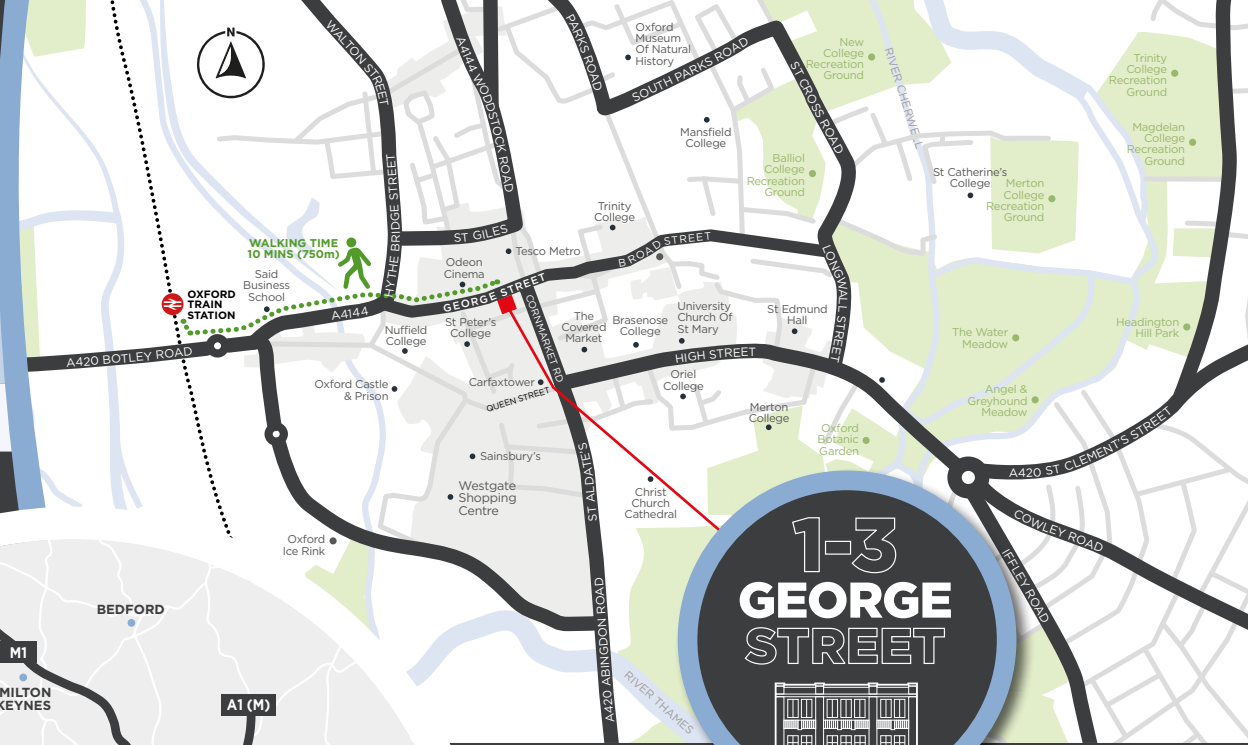 N
WALTON STREET
A4144 WODDSTOCK ROAD
PARKS ROAD
Oxford
Museum
Of Natural
History
SOUTH PARKS ROAD
ST CROSS ROAD
New
College
Recreation
Ground
RIVER CHERWELL
Trinity
College
Recreation
Ground
Magdelan
College
Recreation
Ground
Mansfield
College
Balliol
College
Recreation
Ground
St Catherine's
College
Merton
College
Recreation
Ground
HYTHE BRIDGE STREET
Trinity
College
ST GILES
Tesco Metro
BROAD STREET
LONGWALL STREET
WALKING TIME
10 MINS (750m)
Odeon
Cinema
Said
Business
School
OXFORD
TRAIN
STATION
A4144
GEORGE STREET
CORNMARKET RD
A420 BOTLEY ROAD
Nuffield
College
St Peter's
College
The
Covered
Market
Brasenose
College
University
Church Of
St Mary
St Edmund
Hall
The Water
Meadow
Headington
Hill Park
HIGH STREET
Oxford Castle
& Prison
Carfaxtower
QUEEN STREET
Oriel
College
Merton
College
Angel &
Greyhound
Meadow
Oxford
Botanic
Garden
A420 ST CLEMENT'S STREET
Sainsbury's
Westgate
Shopping
Centre
ST ALDATE'S
Christ
Church
Cathedral
COWLEY ROAD
IFFLEY ROAD
Oxford
Ice Rink
A420 ABINGDON ROAD
RIVER THAMES
1-3
GEORGE
STREET
BEDFORD
M1
MILTON
KEYNES
A1 (M)